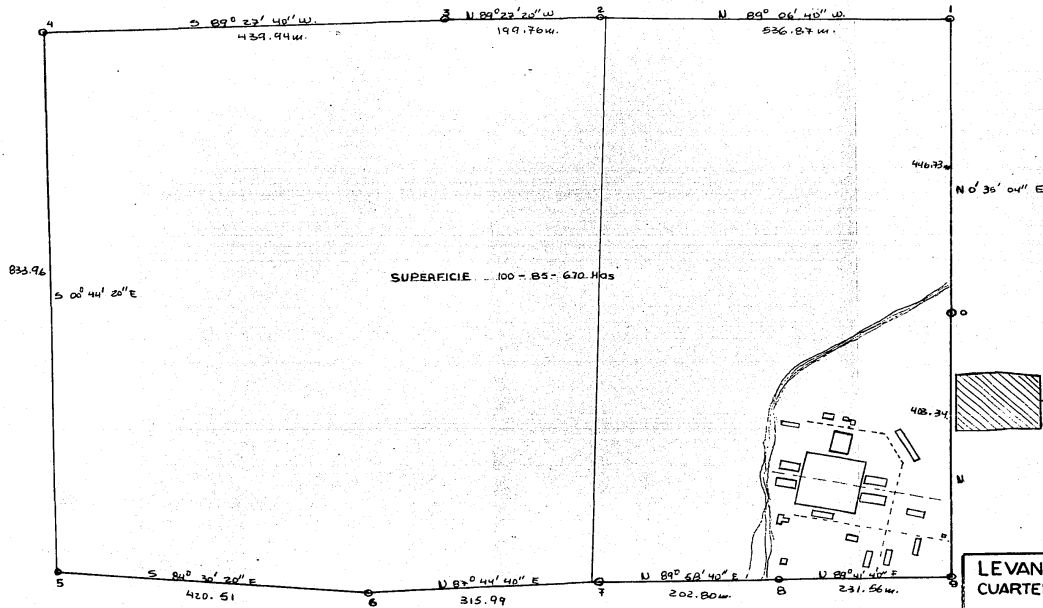 4
S 89° 27' 40" W.
439.94 m.
3
N 89° 27' 20" W
199.76 m.
2
N 89° 06' 40" W.
536.87 m.
1
446.73
N 0° 36' 04" E
833.96
S 00° 44' 20" E
SUPERFICIE 100 - 85 - 670 Has
0
408.34
N
5
S 84° 30' 20" E
420.51
6
N 87° 44' 40" E
315.99
7
N 89° 58' 40" E
202.80 m.
8
N 89° 41' 40" E
231.56 m.
9
LEVAN
CUARTE